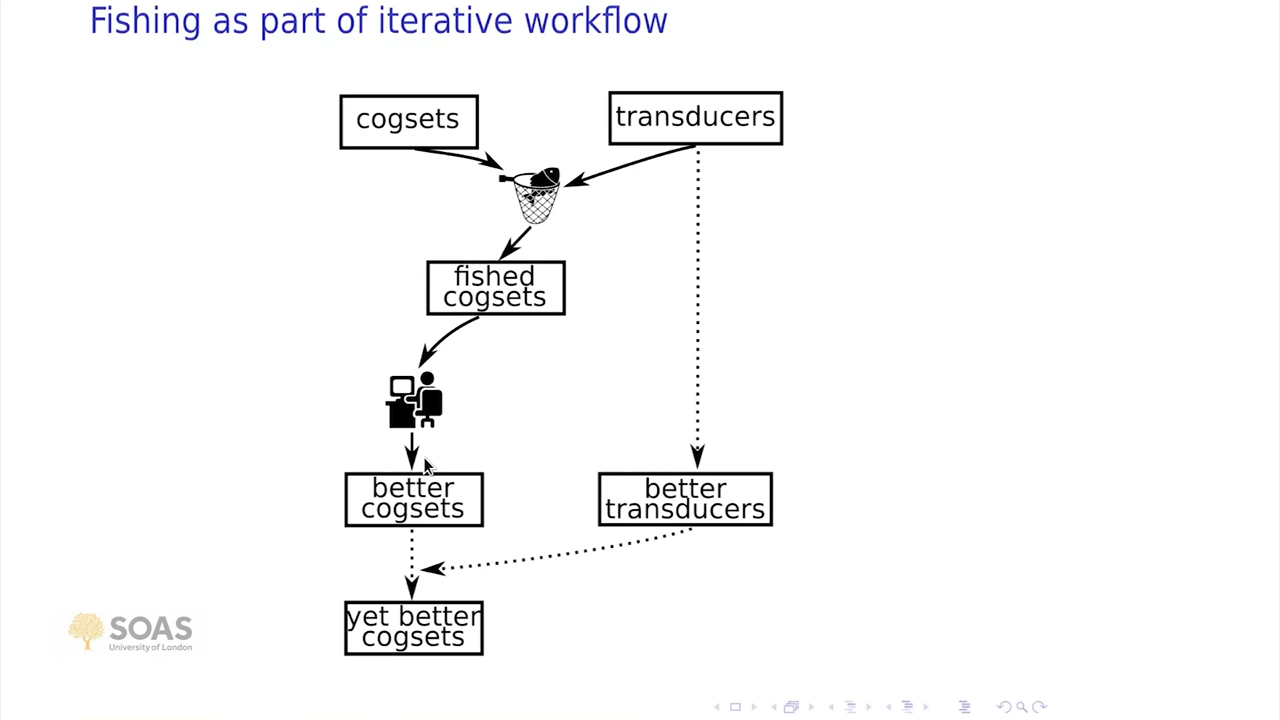 Fishing as part of iterative workflow
cogsets
transducers
fished
cogsets
better
cogsets
better
transducers
yet better
cogsets
SOAS
University of London